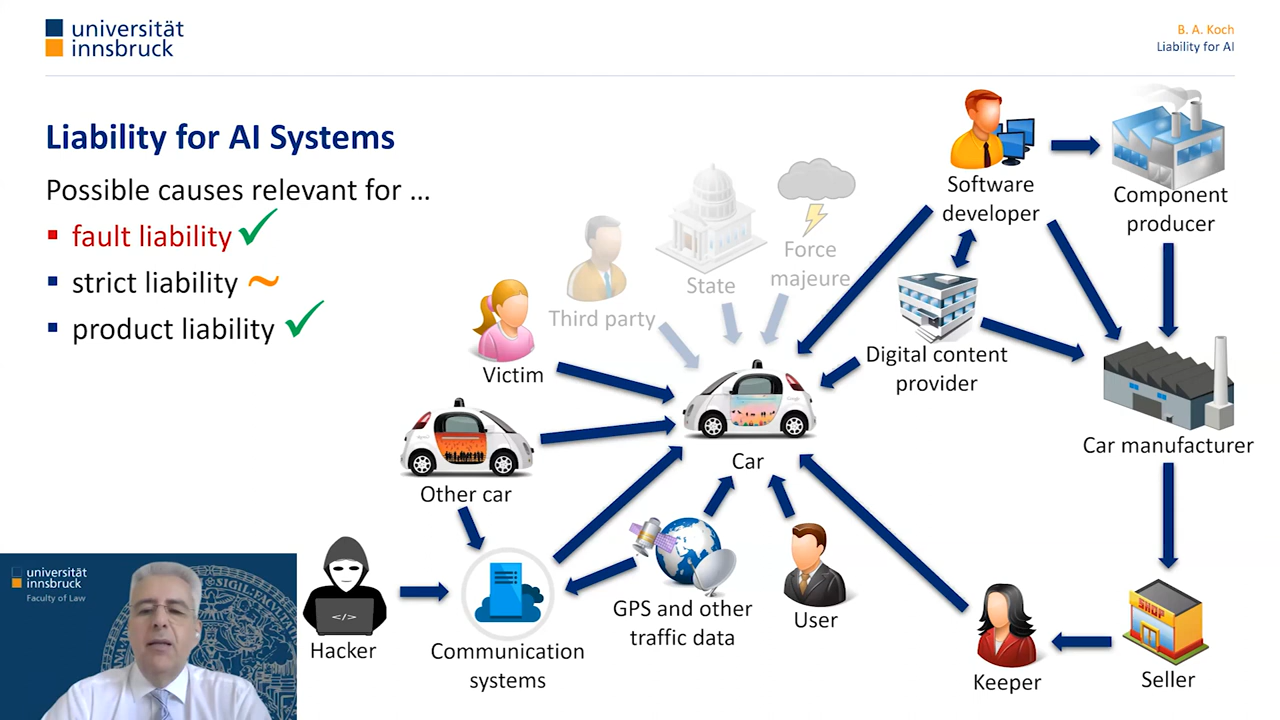 universität
innsbruck
B. A. Koch
Liability for AI
Liability for AI Systems
Possible causes relevant for …
fault liability
strict liability ~
product liability
Third party
State
Force
majeure
Software
developer
Component
producer
Victim
Digital content
provider
Car manufacturer
Car
Other car
GPS and other
traffic data
User
Hacker
</>
Communication
systems
Keeper
SHOP
Seller
universität
innsbruck
Faculty of Law